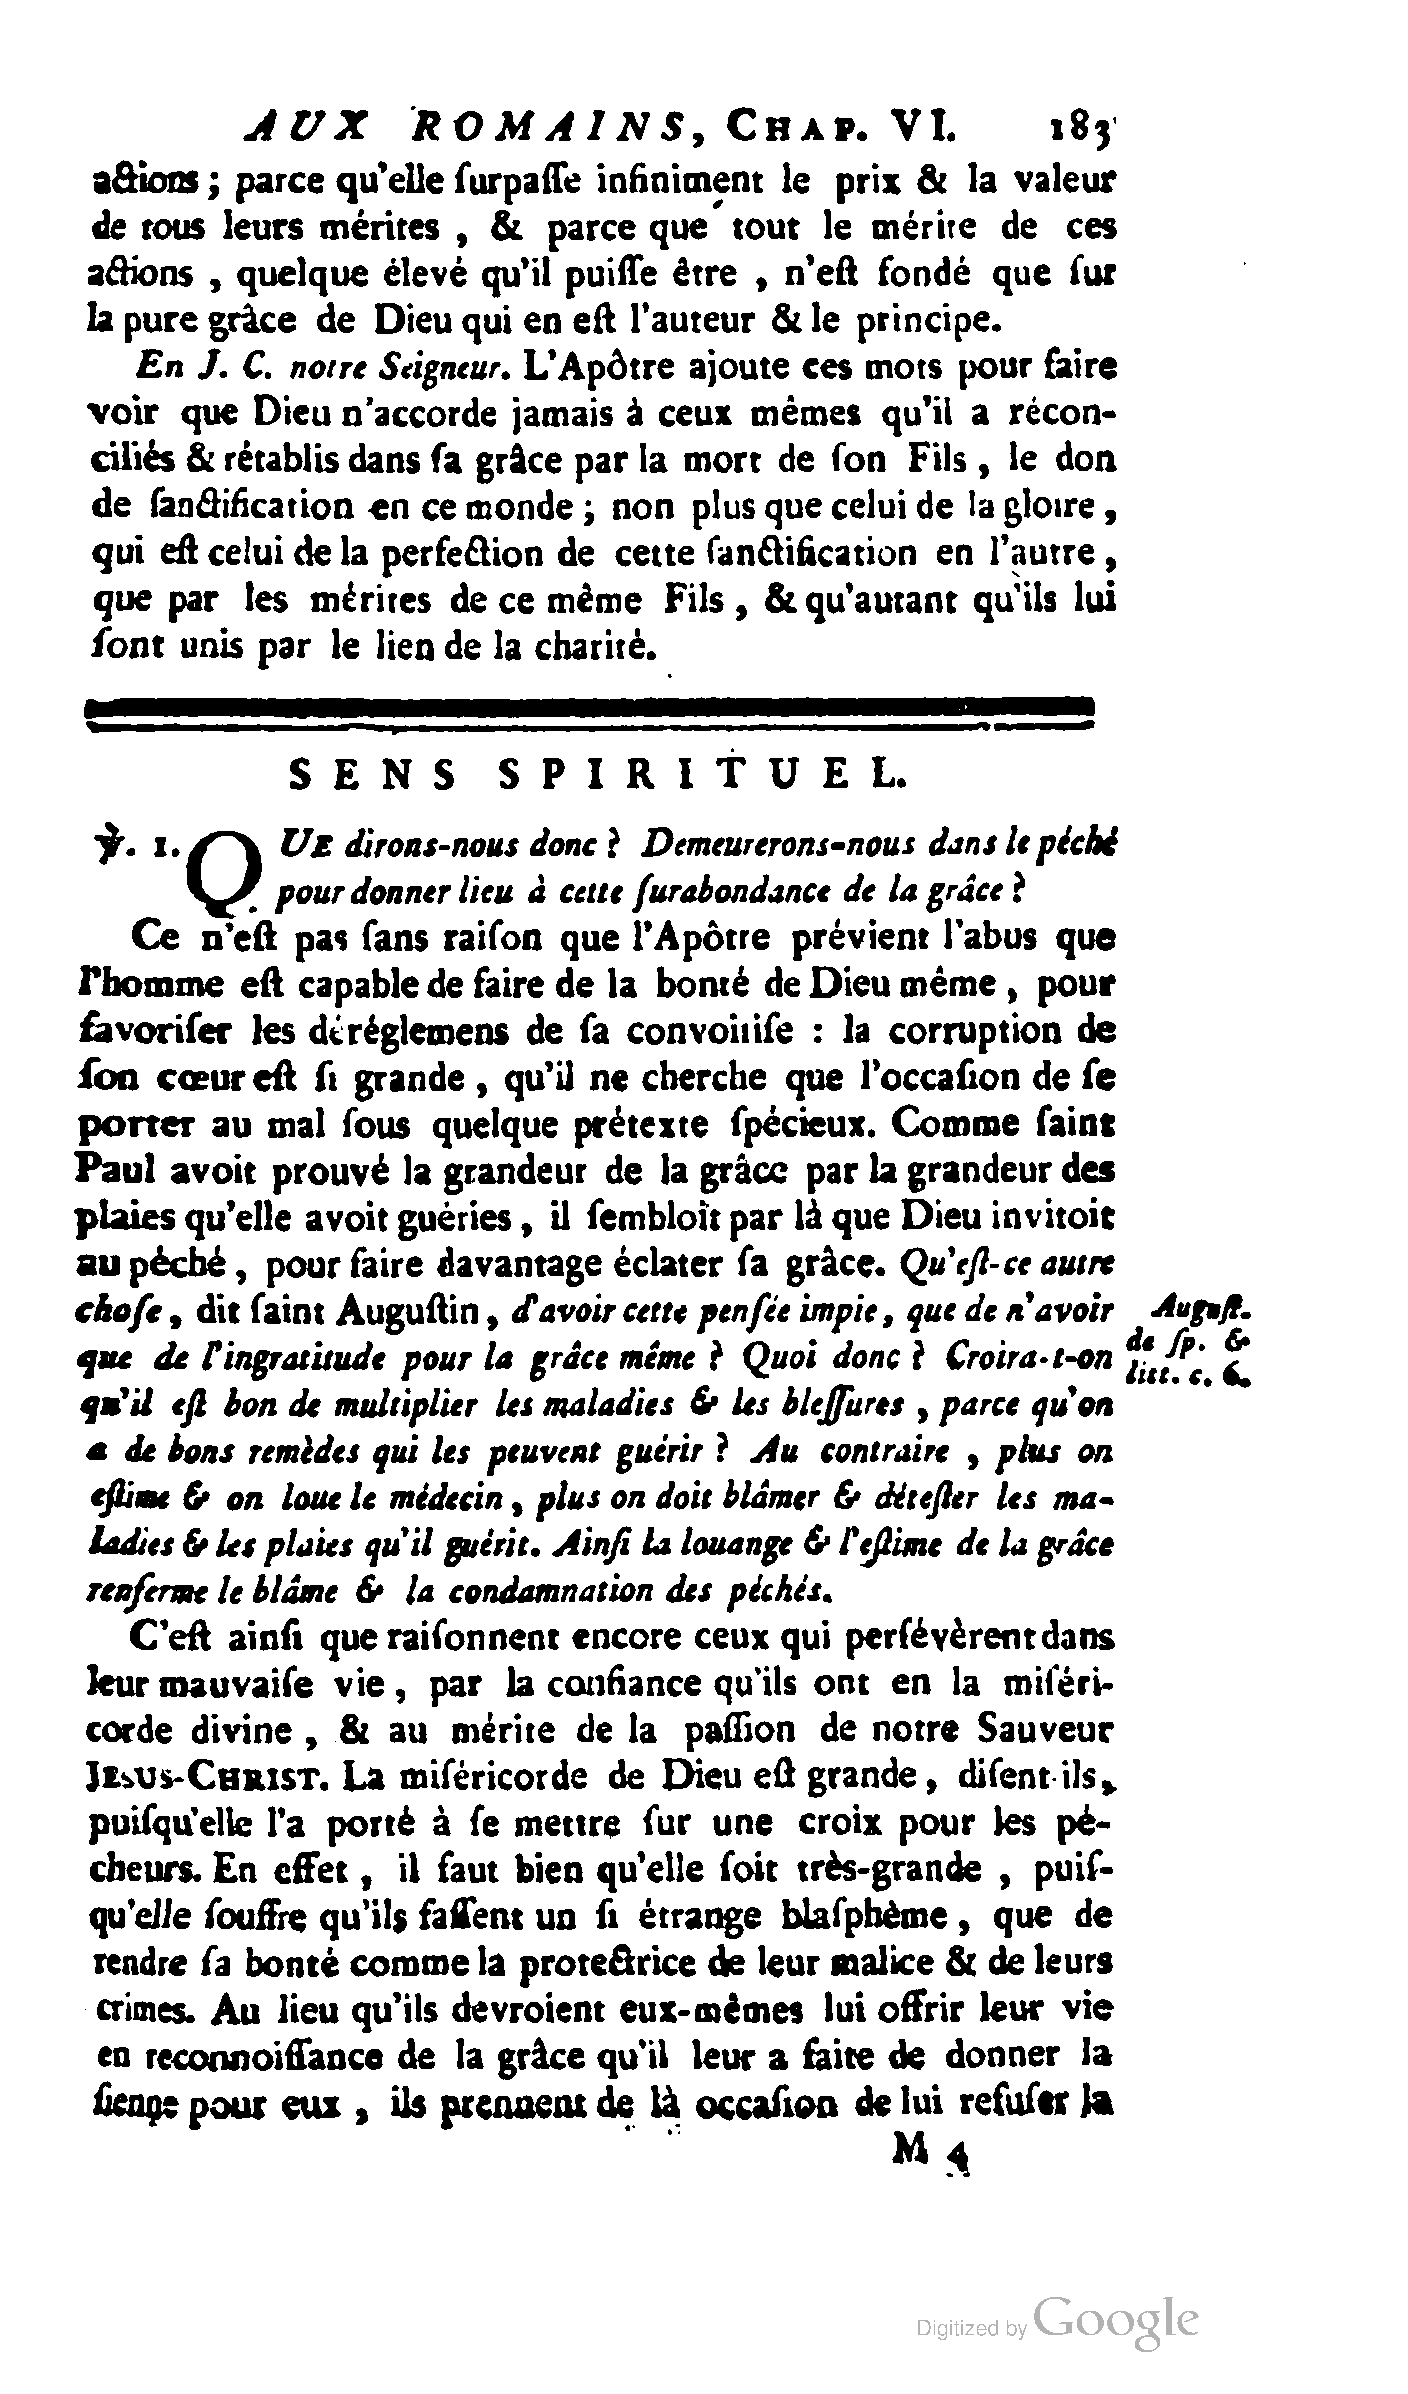 AUX ROMAINS, CHAP. VI. 183
actions ; parce qu'elle ſurpaſſe infiniment le prix & la valeur
de tous leurs mérites , & parce que tout le mérite de ces
actions , quelque élevé qu'il puiſſe être , n'eſt fondé que ſur
la pure grâce de Dieu qui en eſt l'auteur & le principe.
En J. C. notre Seigneur. L'Apôtre ajoute ces mots pour faire
voir que Dieu n'accorde jamais à ceux mêmes qu'il a récon-
ciliés & rétablis dans ſa grâce par la mort de ſon Fils , le don
de ſanctification en ce monde ; non plus que celui de la gloire ,
qui eſt celui de la perfection de cette ſanctification en l'autre ,
que par les mérites de ce même Fils , & qu'autant qu'ils lui
ſont unis par le lien de la charité.
SENS SPIRITUEL.
℣. 1. QUE dirons-nous donc ? Demeurerons-nous dans le péché
pour donner lieu à cette ſurabondance de la grâce ?
Ce n'eſt pas ſans raiſon que l'Apôtre prévient l'abus que
l'homme eſt capable de faire de la bonté de Dieu même , pour
favoriſer les déréglemens de ſa convoitiſe : la corruption de
ſon cœur eſt ſi grande , qu'il ne cherche que l'occaſion de ſe
porter au mal ſous quelque prétexte ſpécieux. Comme ſaint
Paul avoit prouvé la grandeur de la grâce par la grandeur des
plaies qu'elle avoit guéries , il ſembloit par là que Dieu invitoit
au péché , pour faire davantage éclater ſa grâce. Qu'eſt-ce autre
choſe , dit ſaint Auguſtin , d'avoir cette penſée impie, que de n'avoir
que de l'ingratitude pour la grâce même ? Quoi donc ? Croira-t-on
qu'il eſt bon de multiplier les maladies & les bleſſures , parce qu'on
a de bons remèdes qui les peuvent guérir ? Au contraire , plus on
eſtime & on loue le médecin , plus on doit blâmer & déteſter les ma-
ladies & les plaies qu'il guérit. Ainſi la louange & l'eſtime de la grâce
renferme le blâme & la condamnation des péchés.
Auguſt.
de ſp. &
litt. c. 6.
C'eſt ainſi que raiſonnent encore ceux qui perſévèrent dans
leur mauvaiſe vie , par la confiance qu'ils ont en la miſéri-
corde divine , & au mérite de la paſſion de notre Sauveur
JESUS-CHRIST. La miſéricorde de Dieu eſt grande , diſent-ils,
puiſqu'elle l'a porté à ſe mettre ſur une croix pour les pé-
cheurs. En effet , il faut bien qu'elle ſoit très-grande , puiſ-
qu'elle ſouffre qu'ils faſſent un ſi étrange blaſphème , que de
rendre ſa bonté comme la protectrice de leur malice & de leurs
crimes. Au lieu qu'ils devroient eux-mêmes lui offrir leur vie
en reconnoiſſance de la grâce qu'il leur a faite de donner la
ſienne pour eux , ils prennent de là occaſion de lui refuſer la
M 4
Digitized by Google